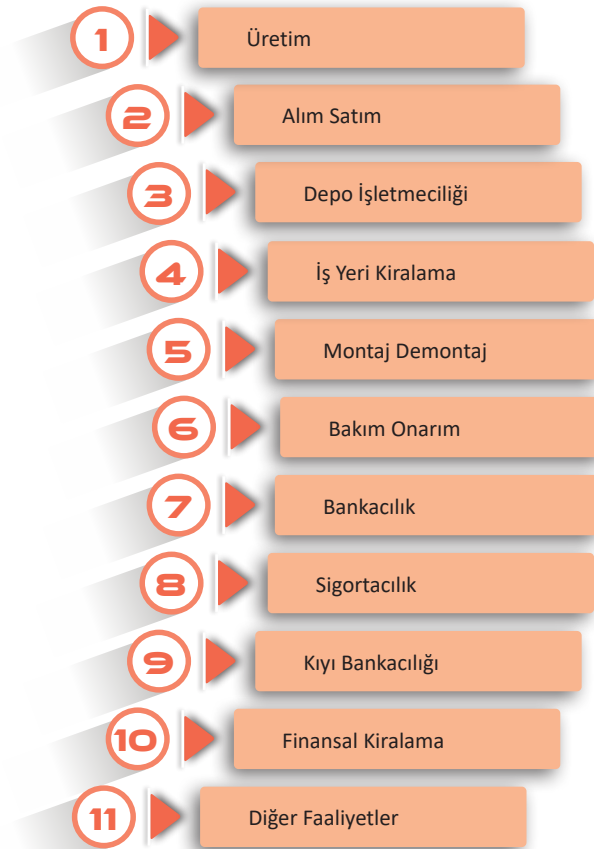 1 Üretim
2 Alım Satım
3 Depo İşletmeciliği
4 İş Yeri Kiralama
5 Montaj Demontaj
6 Bakım Onarım
7 Bankacılık
8 Sigortacılık
9 Kıyı Bankacılığı
10 Finansal Kiralama
11 Diğer Faaliyetler